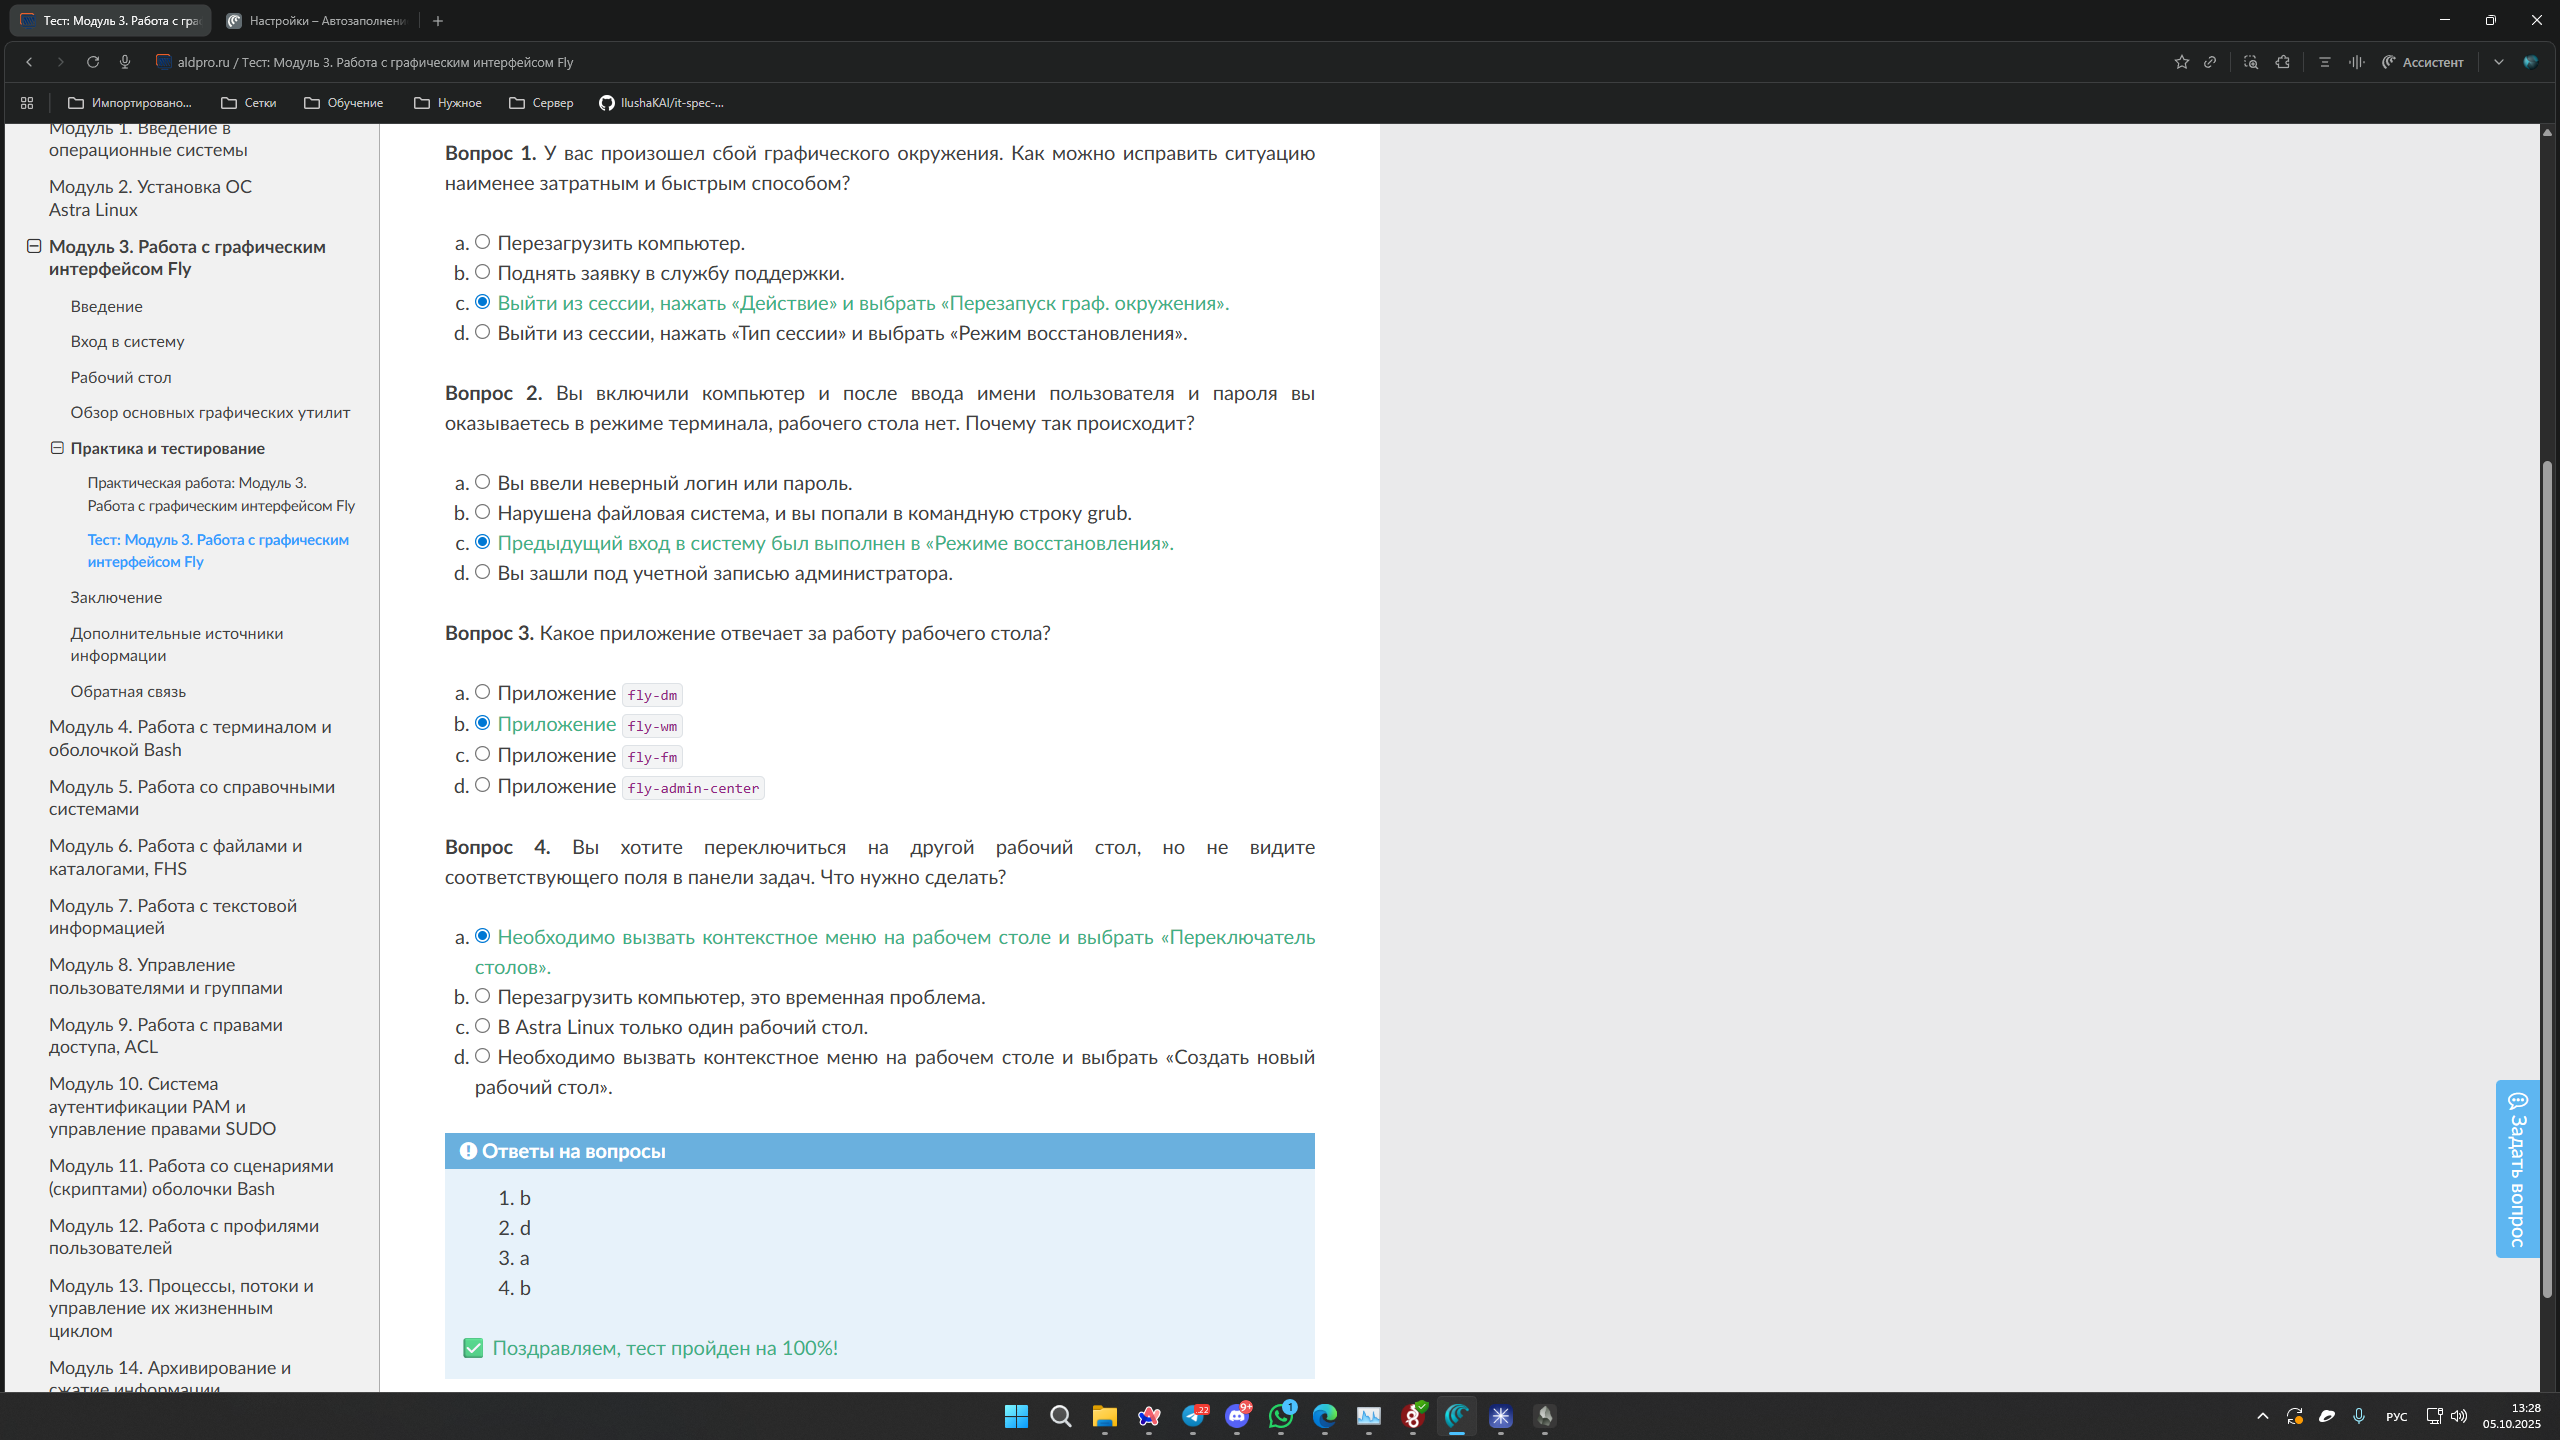 Тест: Модуль 3. Работа с гра
Настройки – Автозаполнени
aldpro.ru / Тест: Модуль 3. Работа с графическим интерфейсом Fly
Ассистент
Импортировано...
Сетки
Обучение
Нужное
Сервер
IlushaKAI/it-spec-...
Модуль 1. Введение в
операционные системы
Модуль 2. Установка ОС
Astra Linux
Модуль 3. Работа с графическим
интерфейсом Fly
Введение
Вход в систему
Рабочий стол
Обзор основных графических утилит
Практика и тестирование
Практическая работа: Модуль 3.
Работа с графическим интерфейсом Fly
Тест: Модуль 3. Работа с графическим
интерфейсом Fly
Заключение
Дополнительные источники
информации
Обратная связь
Модуль 4. Работа с терминалом и
оболочкой Bash
Модуль 5. Работа со справочными
системами
Модуль 6. Работа с файлами и
каталогами, FHS
Модуль 7. Работа с текстовой
информацией
Модуль 8. Управление
пользователями и группами
Модуль 9. Работа с правами
доступа, ACL
Модуль 10. Система
аутентификации PAM и
управление правами SUDO
Модуль 11. Работа со сценариями
(скриптами) оболочки Bash
Модуль 12. Работа с профилями
пользователей
Модуль 13. Процессы, потоки и
управление их жизненным
циклом
Модуль 14. Архивирование и
сжатие информации
Вопрос 1. У вас произошел сбой графического окружения. Как можно исправить ситуацию
наименее затратным и быстрым способом?
a. Перезагрузить компьютер.
b. Поднять заявку в службу поддержки.
c. Выйти из сессии, нажать «Действие» и выбрать «Перезапуск граф. окружения».
d. Выйти из сессии, нажать «Тип сессии» и выбрать «Режим восстановления».
Вопрос 2. Вы включили компьютер и после ввода имени пользователя и пароля вы
оказываетесь в режиме терминала, рабочего стола нет. Почему так происходит?
a. Вы ввели неверный логин или пароль.
b. Нарушена файловая система, и вы попали в командную строку grub.
c. Предыдущий вход в систему был выполнен в «Режиме восстановления».
d. Вы зашли под учетной записью администратора.
Вопрос 3. Какое приложение отвечает за работу рабочего стола?
a. Приложение fly-dm
b. Приложение fly-wm
c. Приложение fly-fm
d. Приложение fly-admin-center
Вопрос 4. Вы хотите переключиться на другой рабочий стол, но не видите
соответствующего поля в панели задач. Что нужно сделать?
a. Необходимо вызвать контекстное меню на рабочем столе и выбрать «Переключатель
столов».
b. Перезагрузить компьютер, это временная проблема.
c. В Astra Linux только один рабочий стол.
d. Необходимо вызвать контекстное меню на рабочем столе и выбрать «Создать новый
рабочий стол».
Ответы на вопросы
1. b
2. d
3. a
4. b
Поздравляем, тест пройден на 100%!
Задать вопрос
22
9+
1
8
РУС
13:28
05.10.2025